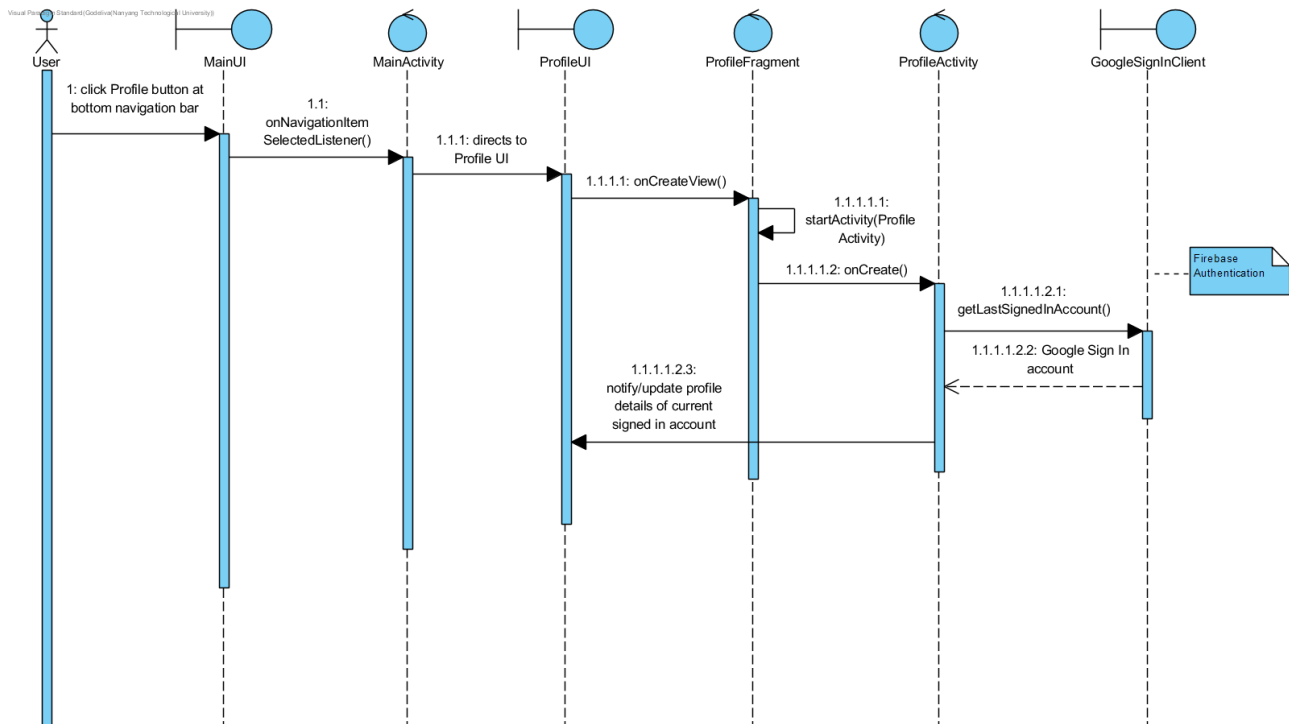 Visual Paradigm Standard(Godeliva(Nanyang Technological University))
User
MainUI
MainActivity
ProfileUI
ProfileFragment
ProfileActivity
GoogleSignInClient
1: click Profile button at
bottom navigation bar
1.1:
onNavigationItem
SelectedListener()
1.1.1: directs to
Profile UI
1.1.1.1: onCreateView()
1.1.1.1.1:
startActivity(Profile
Activity)
1.1.1.1.2: onCreate()
Firebase
Authentication
1.1.1.1.2.1:
getLastSignedInAccount()
1.1.1.1.2.2: Google Sign In
account
1.1.1.1.2.3:
notify/update profile
details of current
signed in account